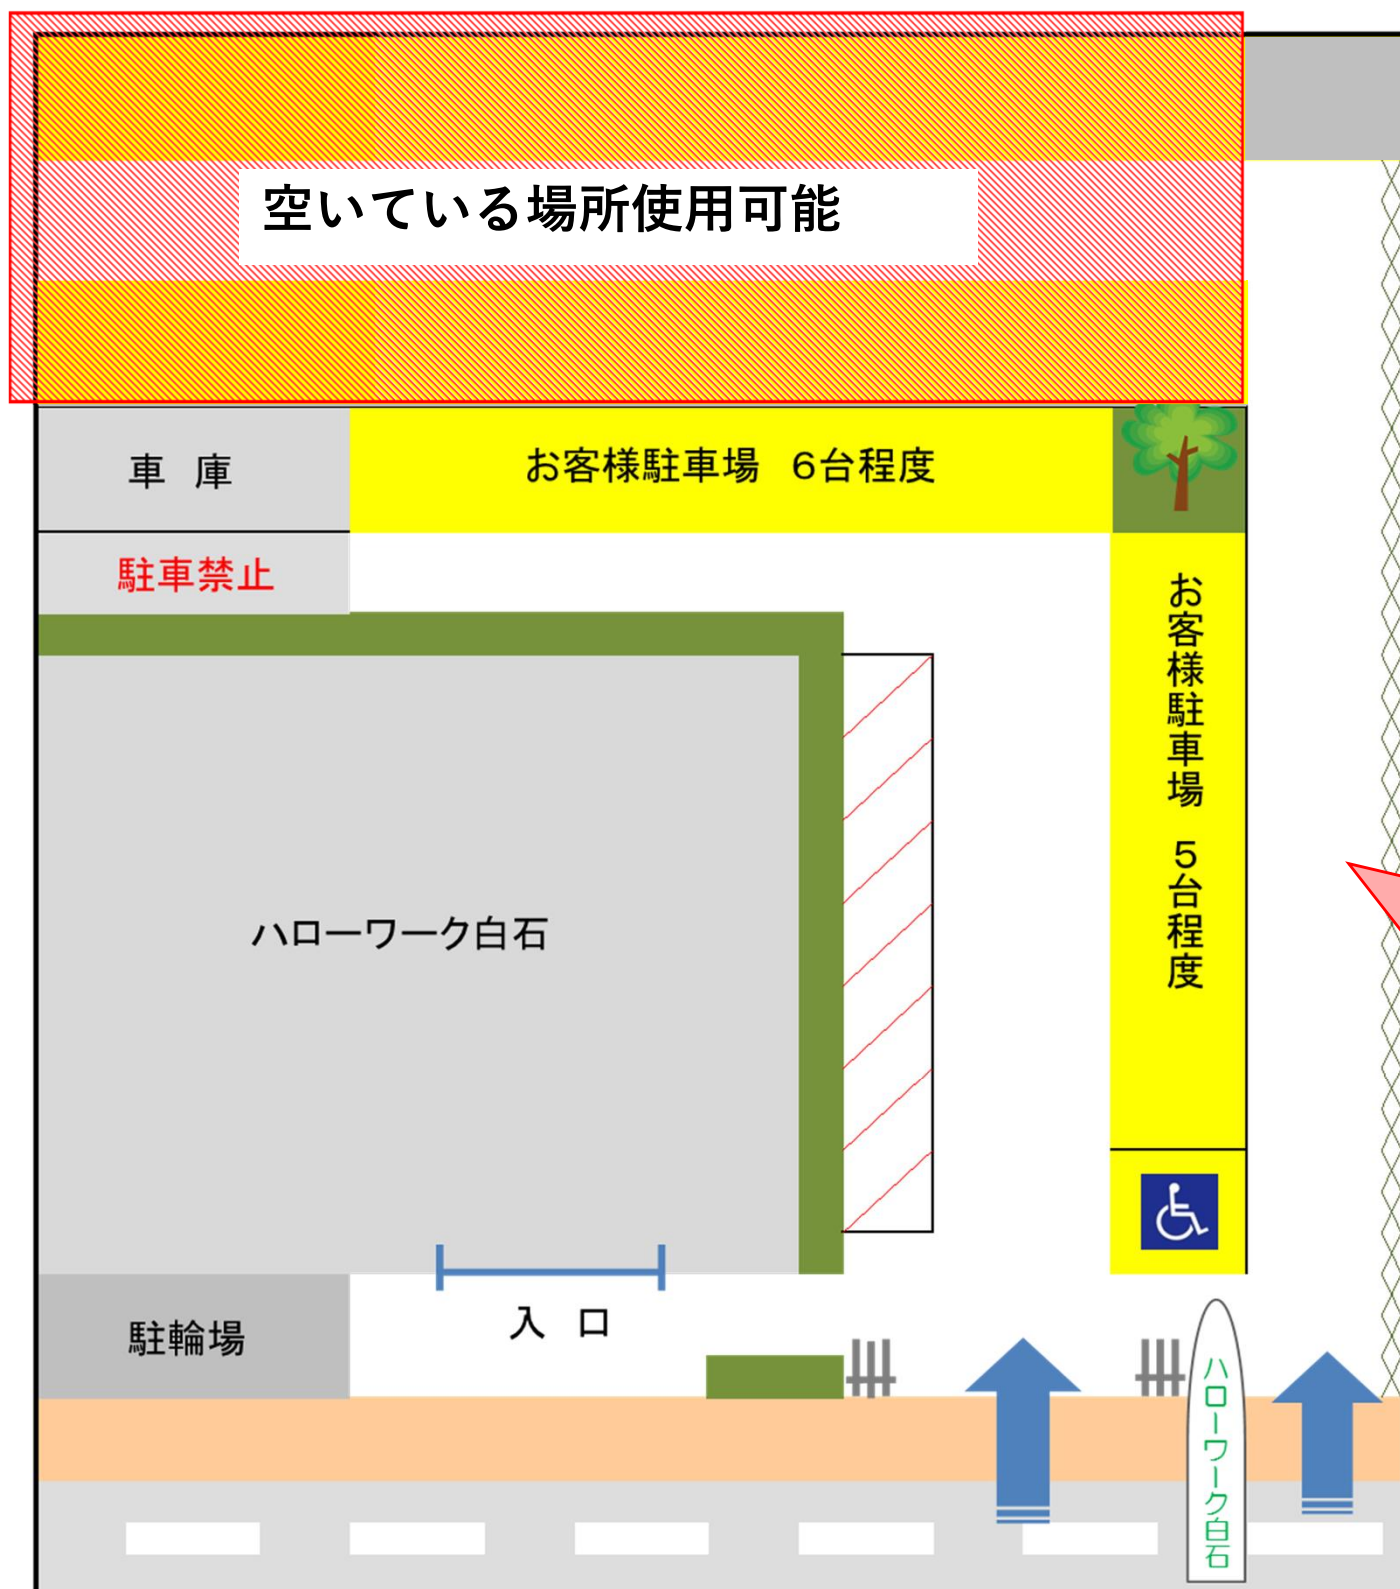 空いている場所使用可能
車 庫
お客様駐車場 6台程度
駐車禁止
お客様駐車場 5台程度
ハローワーク白石
入 口
駐輪場
ハローワーク白石